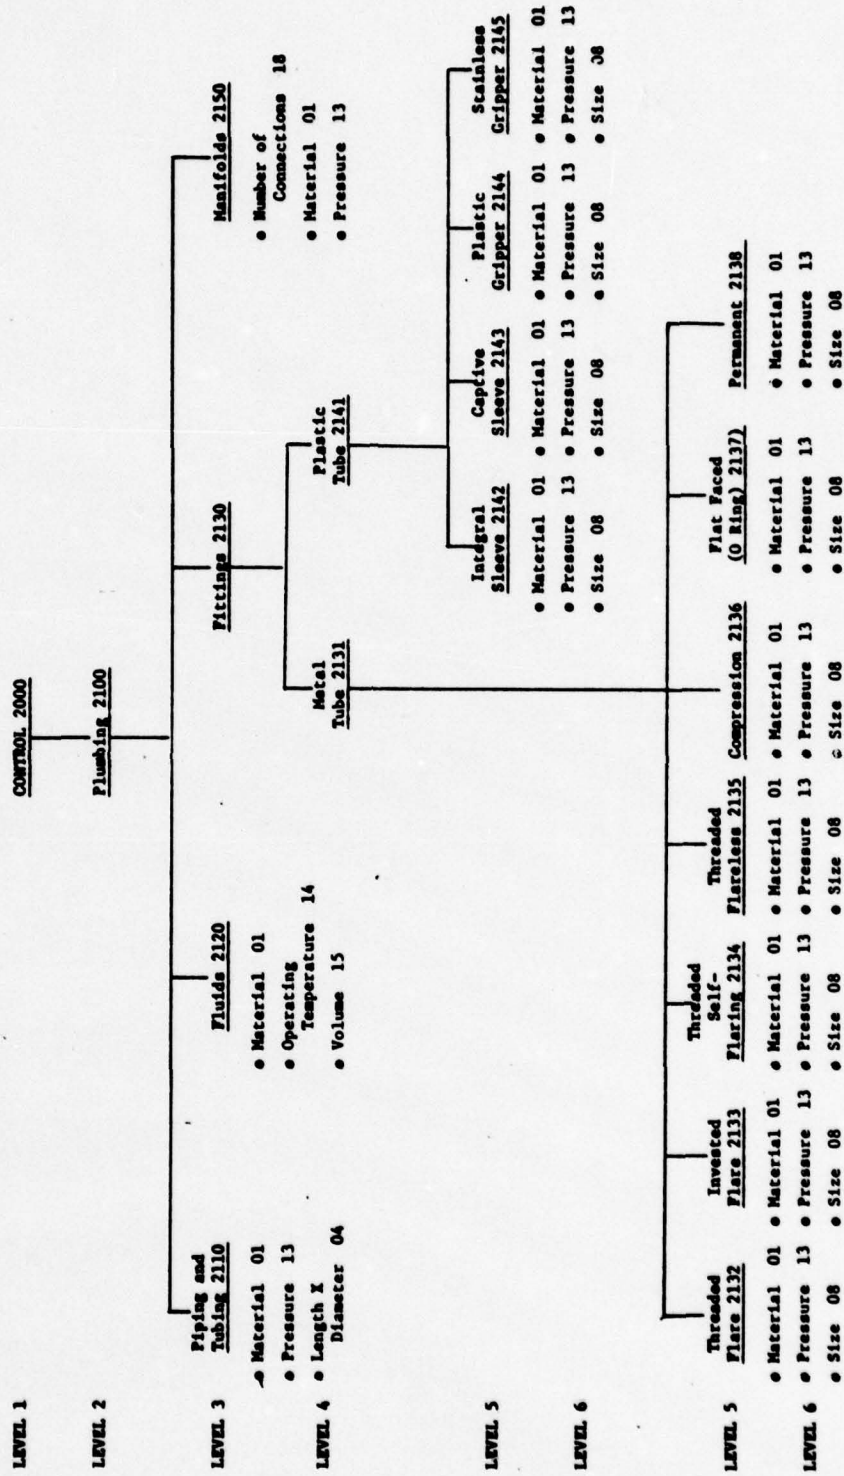 LEVEL 1
CONTROL 2000
LEVEL 2
Plumbing 2100
LEVEL 3
Piping and
Tubing 2110
Fluids 2120
Fittings 2130
Manifolds 2150
LEVEL 4
● Material 01
● Pressure 13
● Length X
Diameter 04
● Material 01
● Operating
Temperature 14
● Volume 15
Metal
Tube 2131
Plastic
Tube 2141
● Number of
Connections 18
● Material 01
● Pressure 13
LEVEL 5
Integral
Sleeve 2142
Captive
Sleeve 2143
Plastic
Gripper 2144
Stainless
Gripper 2145
LEVEL 6
● Material 01
● Pressure 13
● Size 08
● Material 01
● Pressure 13
● Size 08
● Material 01
● Pressure 13
● Size 08
● Material 01
● Pressure 13
● Size 08
LEVEL 5
Threaded
Flare 2132
Invested
Flare 2133
Threaded
Self-
Flaring 2134
Threaded
Flareless 2135
Compression 2136
Flat Faced
(O Ring) 2137)
Permanent 2138
LEVEL 6
● Material 01
● Pressure 13
● Size 08
● Material 01
● Pressure 13
● Size 08
● Material 01
● Pressure 13
● Size 08
● Material 01
● Pressure 13
● Size 08
● Material 01
● Pressure 13
● Size 08
● Material 01
● Pressure 13
● Size 08
● Material 01
● Pressure 13
● Size 08